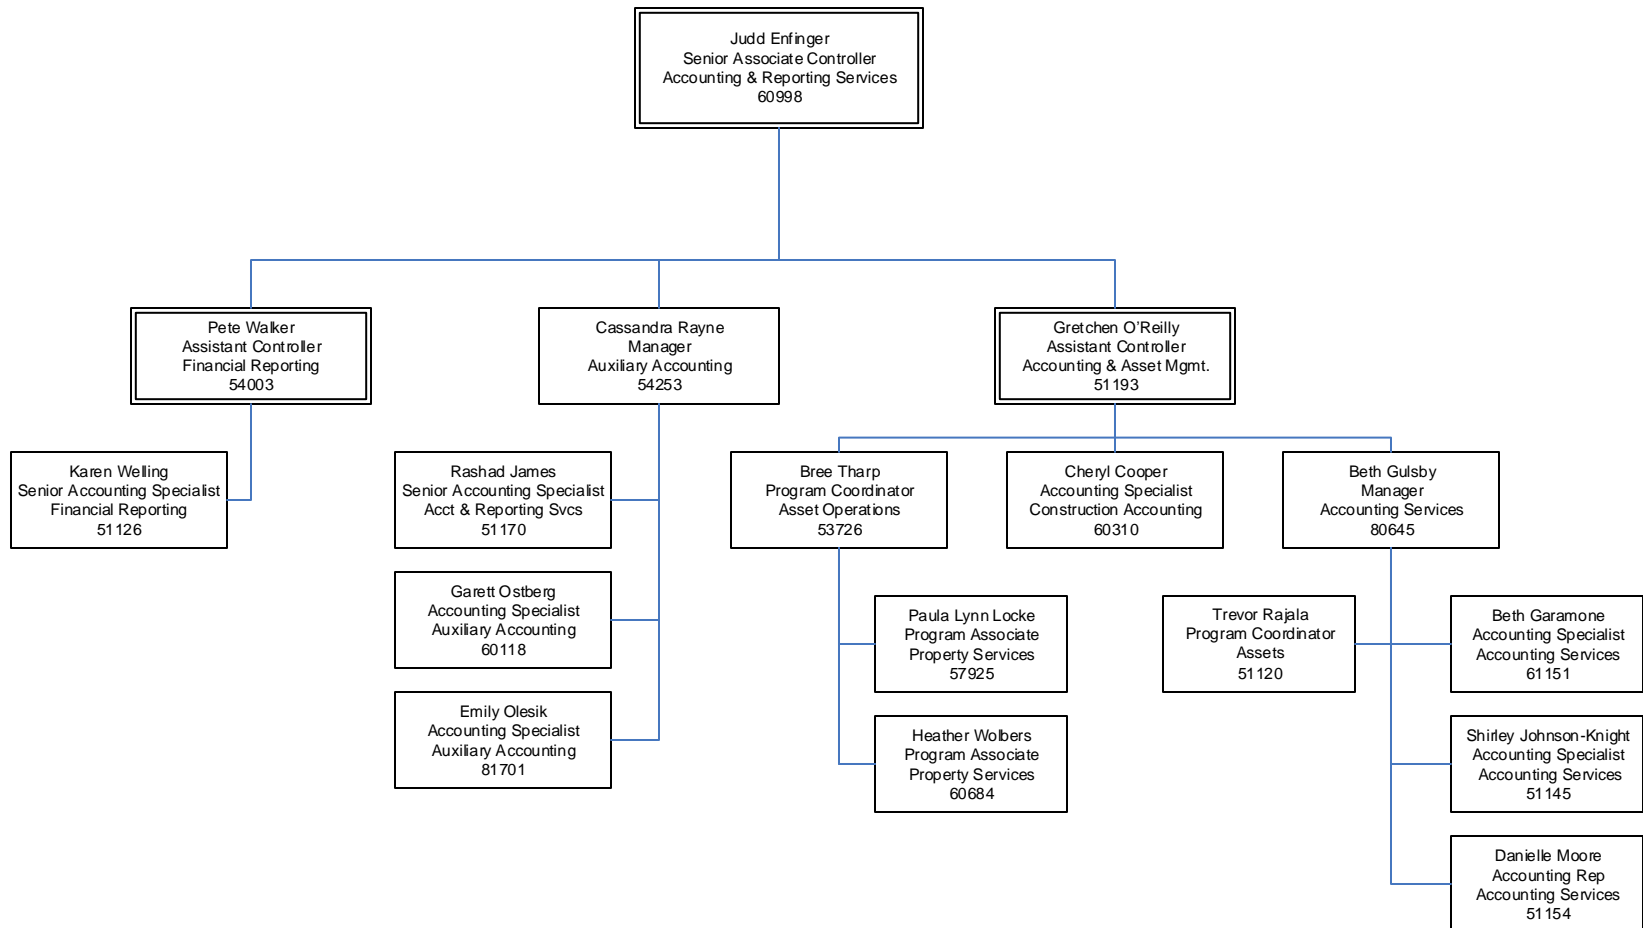 Judd Enfinger
Senior Associate Controller
Accounting & Reporting Services
60998
Pete Walker
Assistant Controller
Financial Reporting
54003
Cassandra Rayne
Manager
Auxiliary Accounting
54253
Gretchen O’Reilly
Assistant Controller
Accounting & Asset Mgmt.
51193
Karen Welling
Senior Accounting Specialist
Financial Reporting
51126
Rashad James
Senior Accounting Specialist
Acct & Reporting Svcs
51170
Bree Tharp
Program Coordinator
Asset Operations
53726
Cheryl Cooper
Accounting Specialist
Construction Accounting
60310
Beth Gulsby
Manager
Accounting Services
80645
Garett Ostberg
Accounting Specialist
Auxiliary Accounting
60118
Paula Lynn Locke
Program Associate
Property Services
57925
Trevor Rajala
Program Coordinator
Assets
51120
Beth Garamone
Accounting Specialist
Accounting Services
61151
Emily Olesik
Accounting Specialist
Auxiliary Accounting
81701
Heather Wolbers
Program Associate
Property Services
60684
Shirley Johnson-Knight
Accounting Specialist
Accounting Services
51145
Danielle Moore
Accounting Rep
Accounting Services
51154